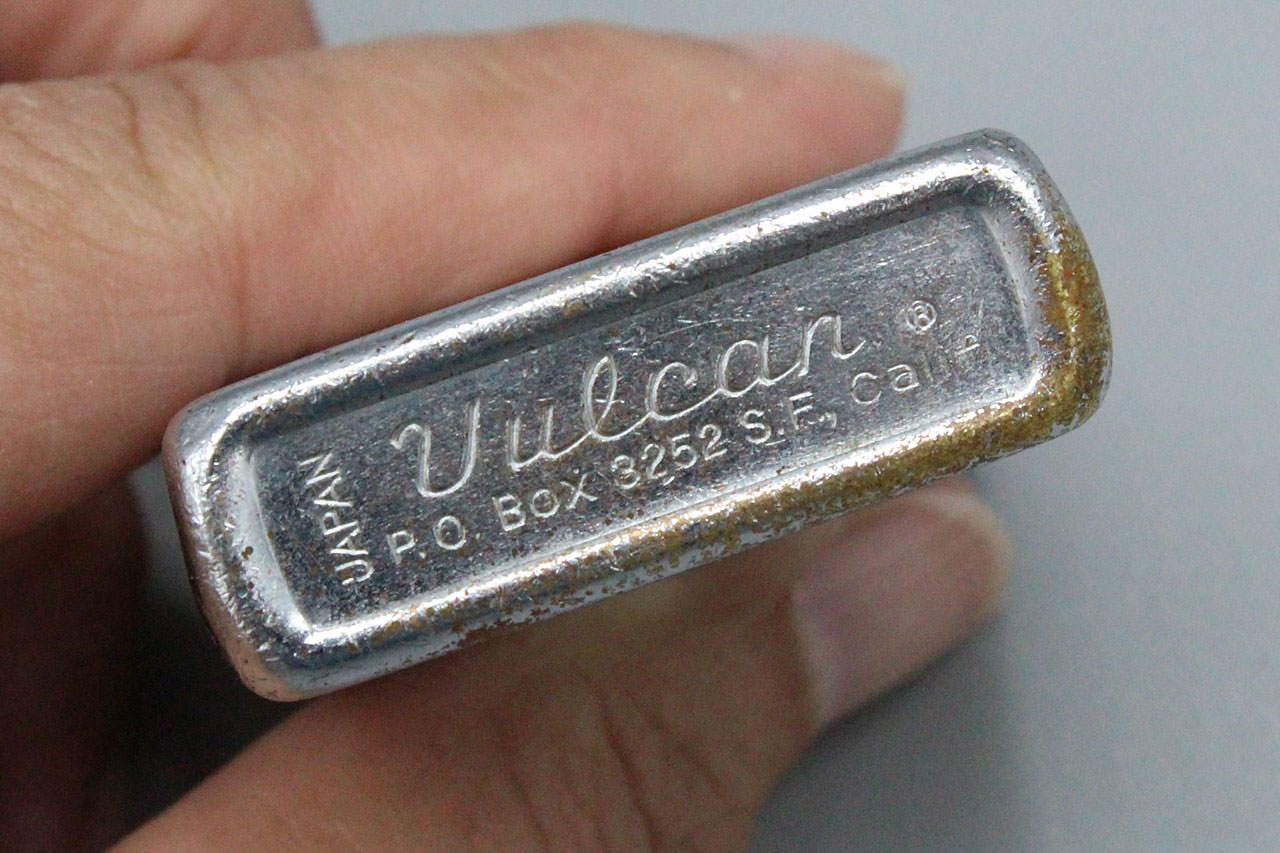 Vulcan ®
P.O. Box 3252 S.F., Calif.
JAPAN